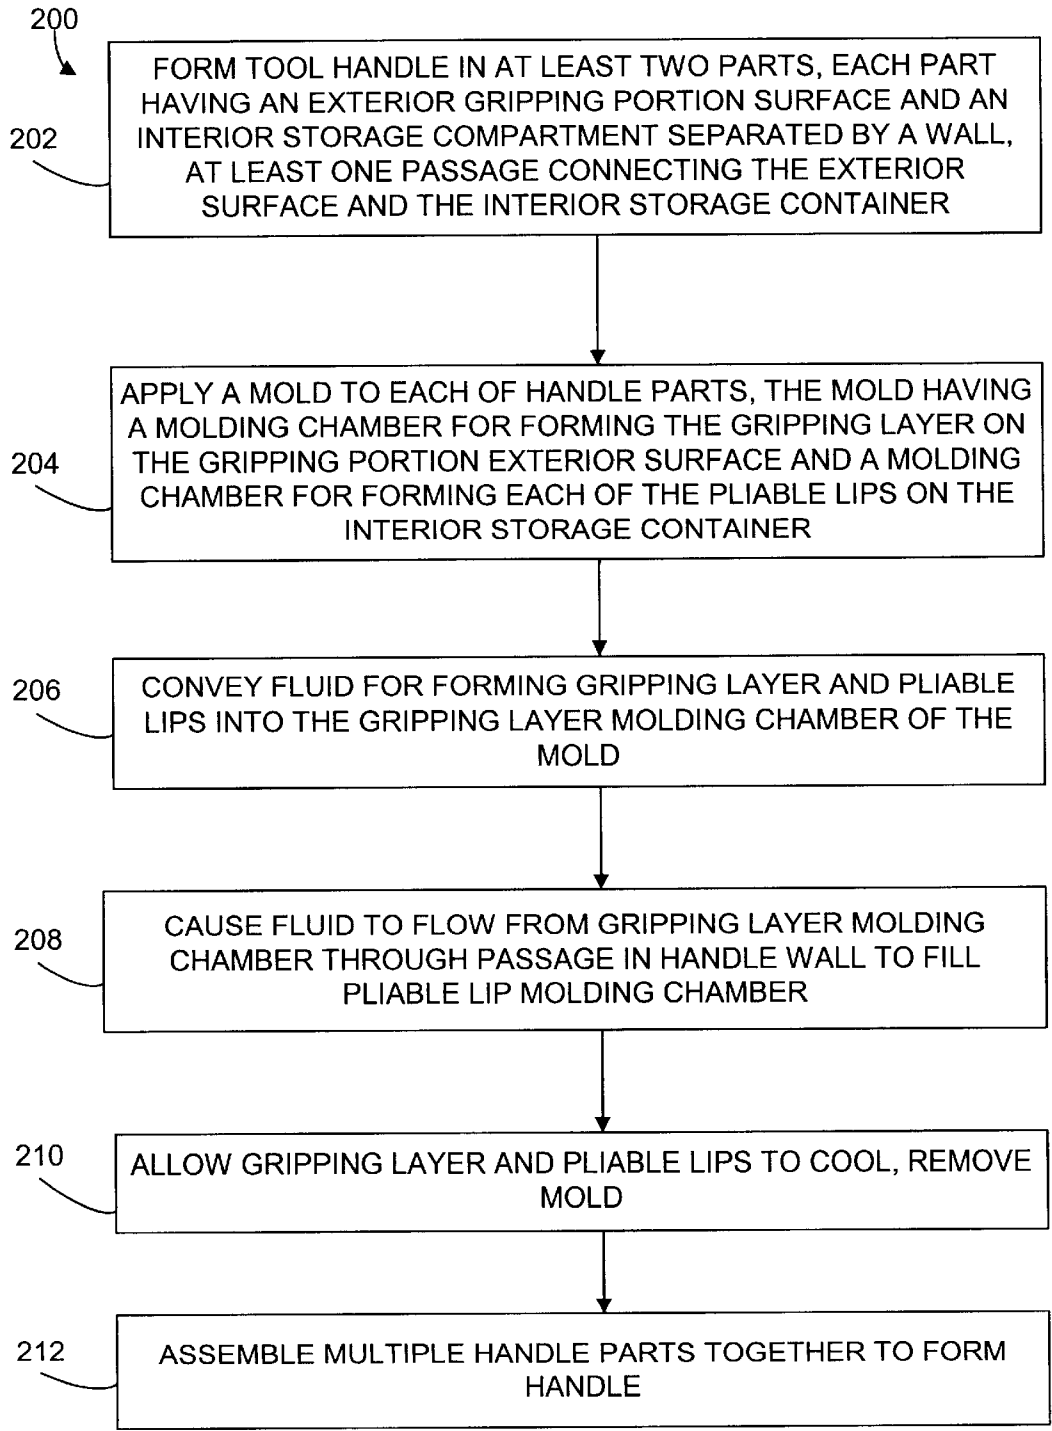 200
FORM TOOL HANDLE IN AT LEAST TWO PARTS, EACH PART
HAVING AN EXTERIOR GRIPPING PORTION SURFACE AND AN
INTERIOR STORAGE COMPARTMENT SEPARATED BY A WALL,
AT LEAST ONE PASSAGE CONNECTING THE EXTERIOR
SURFACE AND THE INTERIOR STORAGE CONTAINER
202
APPLY A MOLD TO EACH OF HANDLE PARTS, THE MOLD HAVING
A MOLDING CHAMBER FOR FORMING THE GRIPPING LAYER ON
THE GRIPPING PORTION EXTERIOR SURFACE AND A MOLDING
CHAMBER FOR FORMING EACH OF THE PLIABLE LIPS ON THE
INTERIOR STORAGE CONTAINER
204
CONVEY FLUID FOR FORMING GRIPPING LAYER AND PLIABLE
LIPS INTO THE GRIPPING LAYER MOLDING CHAMBER OF THE
MOLD
206
CAUSE FLUID TO FLOW FROM GRIPPING LAYER MOLDING
CHAMBER THROUGH PASSAGE IN HANDLE WALL TO FILL
PLIABLE LIP MOLDING CHAMBER
208
ALLOW GRIPPING LAYER AND PLIABLE LIPS TO COOL, REMOVE
MOLD
210
ASSEMBLE MULTIPLE HANDLE PARTS TOGETHER TO FORM
HANDLE
212